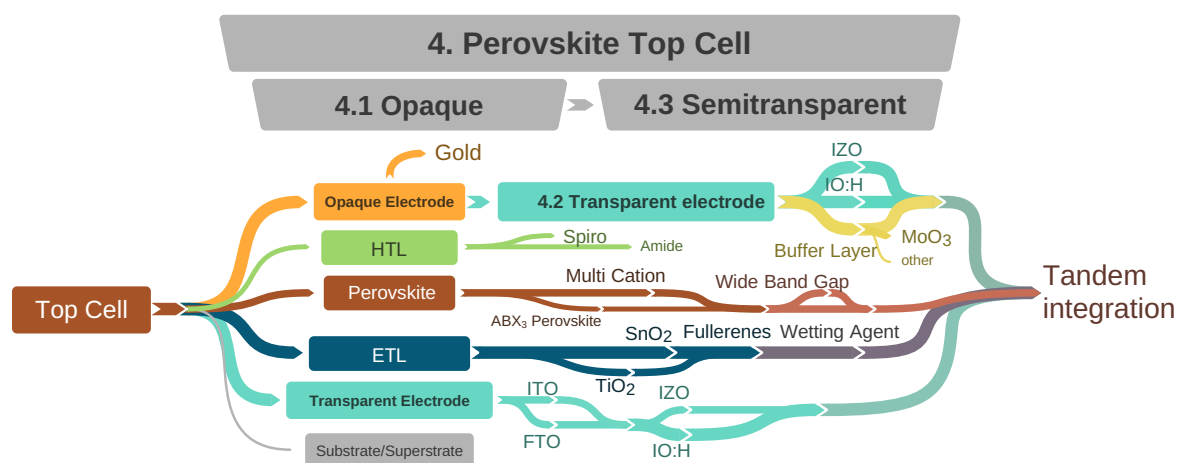 4. Perovskite Top Cell
4.1 Opaque
4.3 Semitransparent
Gold
IZO
Opaque Electrode
4.2 Transparent electrode
IO:H
Buffer Layer
MoO₃
other
HTL
Spiro
Amide
Top Cell
Perovskite
Multi Cation
ABX₃ Perovskite
Wide Band Gap
Tandem
integration
ETL
SnO₂
Fullerenes
Wetting Agent
TiO₂
Transparent Electrode
ITO
FTO
IZO
IO:H
Substrate/Superstrate